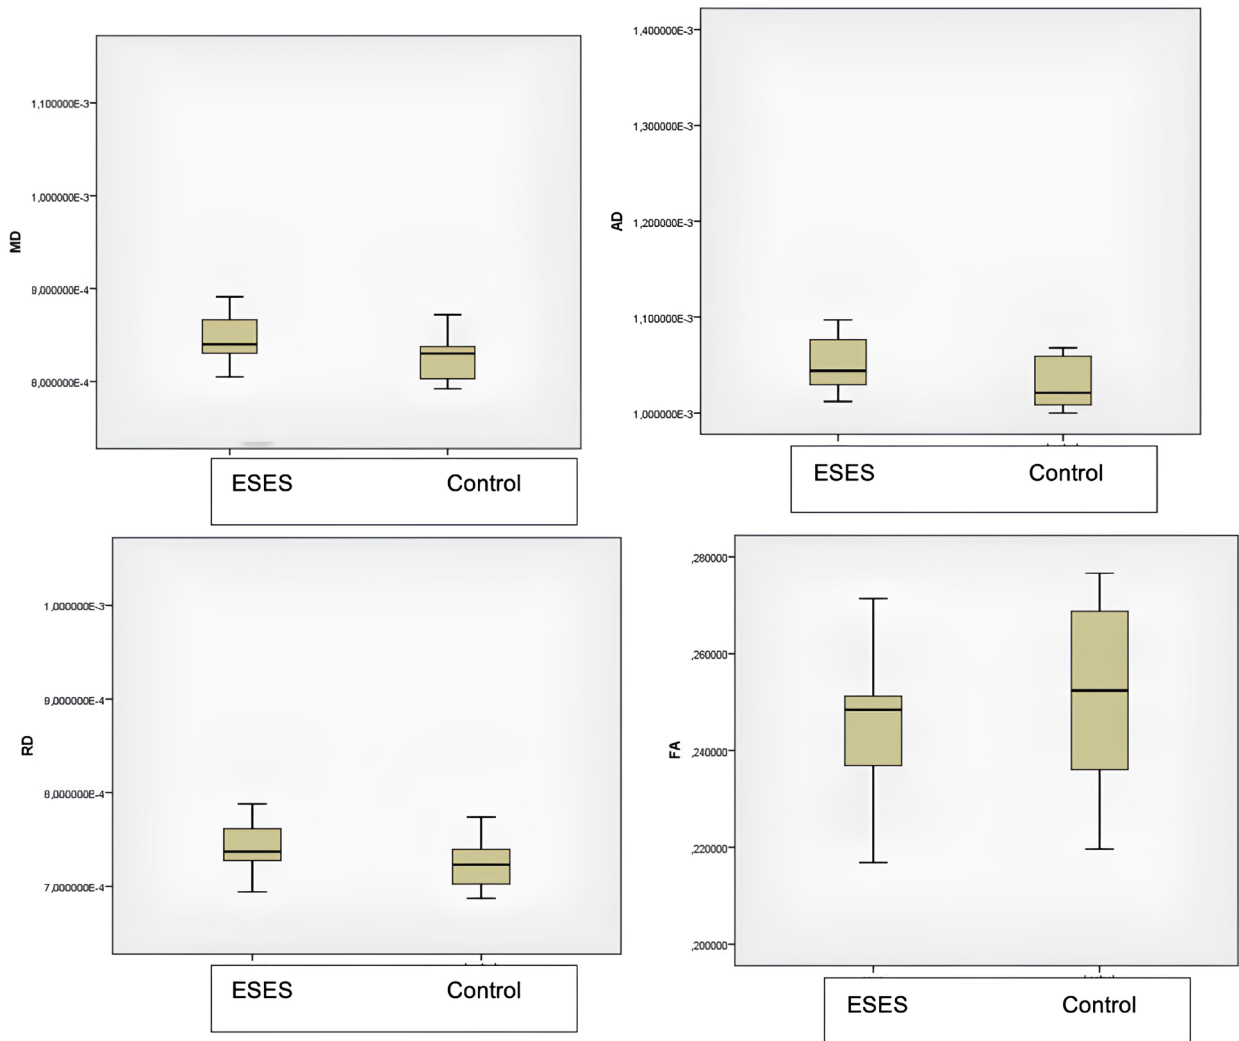 1,100000E-3
1,000000E-3
9,000000E-4
8,000000E-4
MD
ESES Control
1,400000E-3
1,300000E-3
1,200000E-3
1,100000E-3
1,000000E-3
AD
ESES Control
1,000000E-3
9,000000E-4
8,000000E-4
7,000000E-4
RD
ESES Control
,280000
,260000
,240000
,220000
,200000
FA
ESES Control